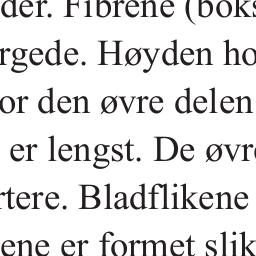 der. Fibrene (boks
rgede. Høyden ho
or den øvre delen
er lengst. De øvre
rtere. Bladflikene
ene er formet slik